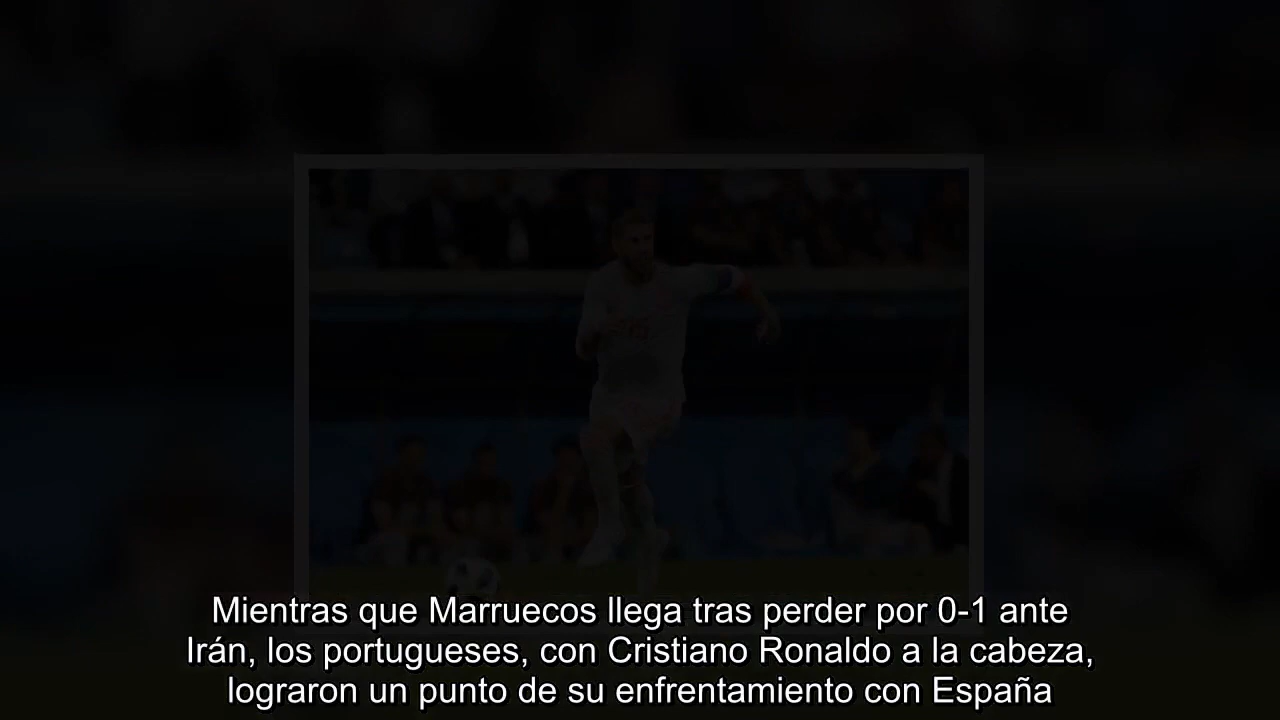 Mientras que Marruecos llega tras perder por 0-1 ante
Irán, los portugueses, con Cristiano Ronaldo a la cabeza,
lograron un punto de su enfrentamiento con España